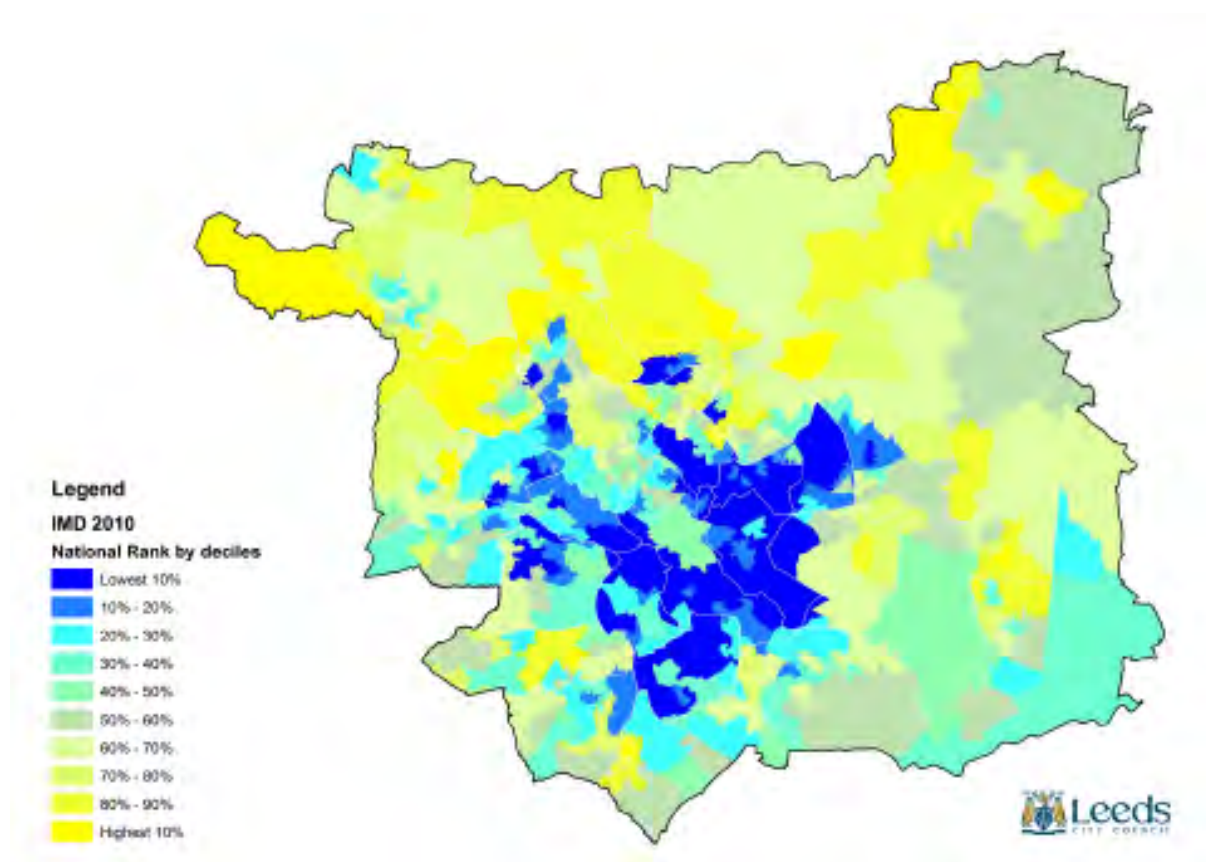 Legend
IMD 2010
National Rank by deciles
Lowest 10%
10% - 20%
20% - 30%
30% - 40%
40% - 50%
50% - 60%
60% - 70%
70% - 80%
80% - 90%
Highest 10%
Leeds
CITY COUNCIL